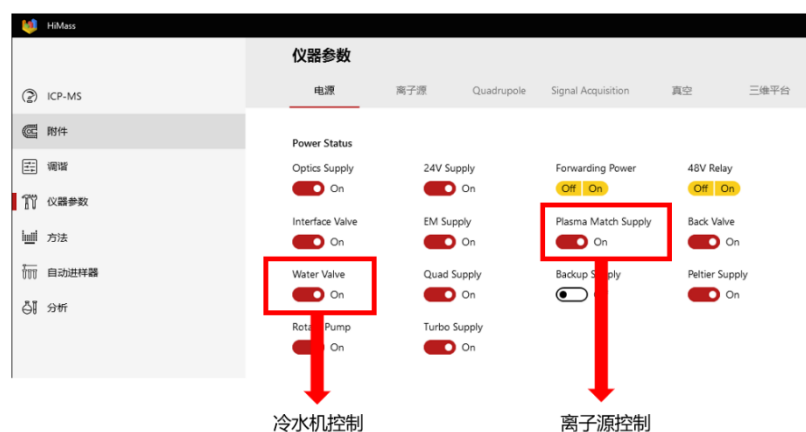 HiMass
仪器参数
电源 离子源 Quadrupole Signal Acquisition 真空 三维平台
ICP-MS
附件
调谐
仪器参数
方法
自动进样器
分析
Power Status
Optics Supply 24V Supply Forwarding Power 48V Relay
On On Off On Off On
Interface Valve EM Supply Plasma Match Supply Back Valve
On On On On
Water Valve Quad Supply Backup Peltier Supply
On On On
Pump Turbo Supply
On On
冷水机控制 离子源控制